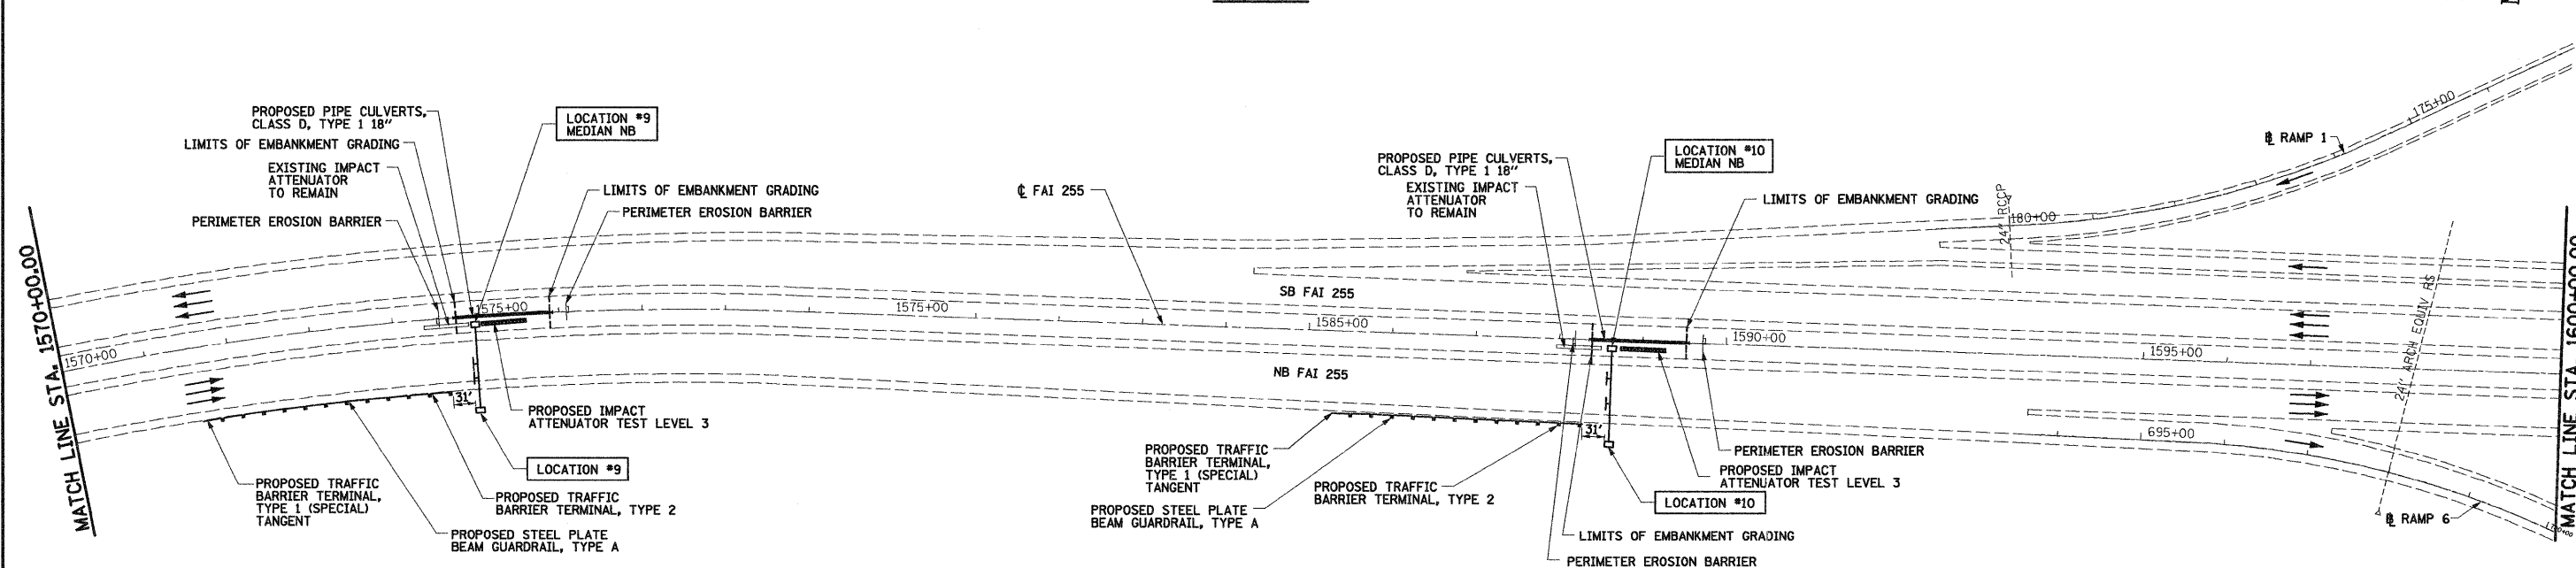 PROPOSED PIPE CULVERTS,
CLASS D, TYPE 1 18"
LIMITS OF EMBANKMENT GRADING
EXISTING IMPACT
ATTENUATOR
TO REMAIN
PERIMETER EROSION BARRIER
LOCATION #9
MEDIAN NB
LIMITS OF EMBANKMENT GRADING
PERIMETER EROSION BARRIER
℄ FAI 255
PROPOSED PIPE CULVERTS,
CLASS D, TYPE 1 18"
EXISTING IMPACT
ATTENUATOR
TO REMAIN
LOCATION #10
MEDIAN NB
LIMITS OF EMBANKMENT GRADING
175+00
RAMP 1
24" RCCP
180+00
MATCH LINE STA. 1570+00.00
1570+00
1575+00
1575+00
SB FAI 255
1585+00
1590+00
1595+00
24" ARCH EQUIV RS
MATCH LINE STA 1600+00.00
NB FAI 255
31'
PROPOSED IMPACT
ATTENUATOR TEST LEVEL 3
LOCATION #9
PROPOSED TRAFFIC
BARRIER TERMINAL,
TYPE 1 (SPECIAL)
TANGENT
PROPOSED TRAFFIC
BARRIER TERMINAL, TYPE 2
PROPOSED STEEL PLATE
BEAM GUARDRAIL, TYPE A
31'
PROPOSED TRAFFIC
BARRIER TERMINAL,
TYPE 1 (SPECIAL)
TANGENT
PROPOSED STEEL PLATE
BEAM GUARDRAIL, TYPE A
PROPOSED TRAFFIC
BARRIER TERMINAL, TYPE 2
695+00
PERIMETER EROSION BARRIER
PROPOSED IMPACT
ATTENUATOR TEST LEVEL 3
LOCATION #10
LIMITS OF EMBANKMENT GRADING
PERIMETER EROSION BARRIER
RAMP 6